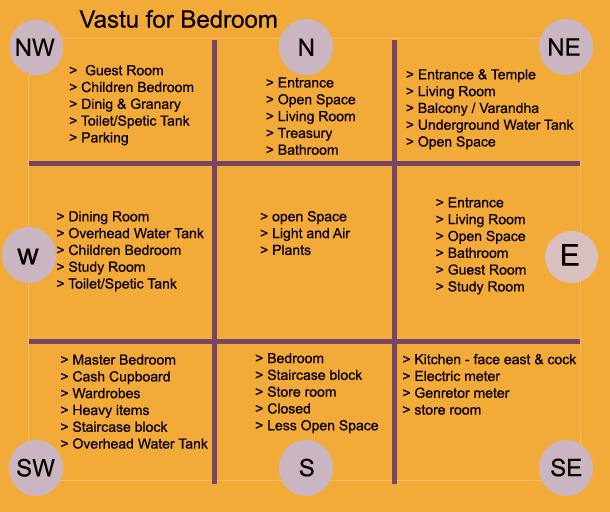 Vastu for Bedroom
NW
N
NE
> Guest Room
> Children Bedroom
> Dinig & Granary
> Toilet/Spetic Tank
> Parking
> Entrance
> Open Space
> Living Room
> Treasury
> Bathroom
> Entrance & Temple
> Living Room
> Balcony / Varandha
> Underground Water Tank
> Open Space
w
> Dining Room
> Overhead Water Tank
> Children Bedroom
> Study Room
> Toilet/Spetic Tank
> open Space
> Light and Air
> Plants
> Entrance
> Living Room
> Open Space
> Bathroom
> Guest Room
> Study Room
E
> Master Bedroom
> Cash Cupboard
> Wardrobes
> Heavy items
> Staircase block
> Overhead Water Tank
> Bedroom
> Staircase block
> Store room
> Closed
> Less Open Space
> Kitchen - face east & cock
> Electric meter
> Genretor meter
> store room
SW
S
SE